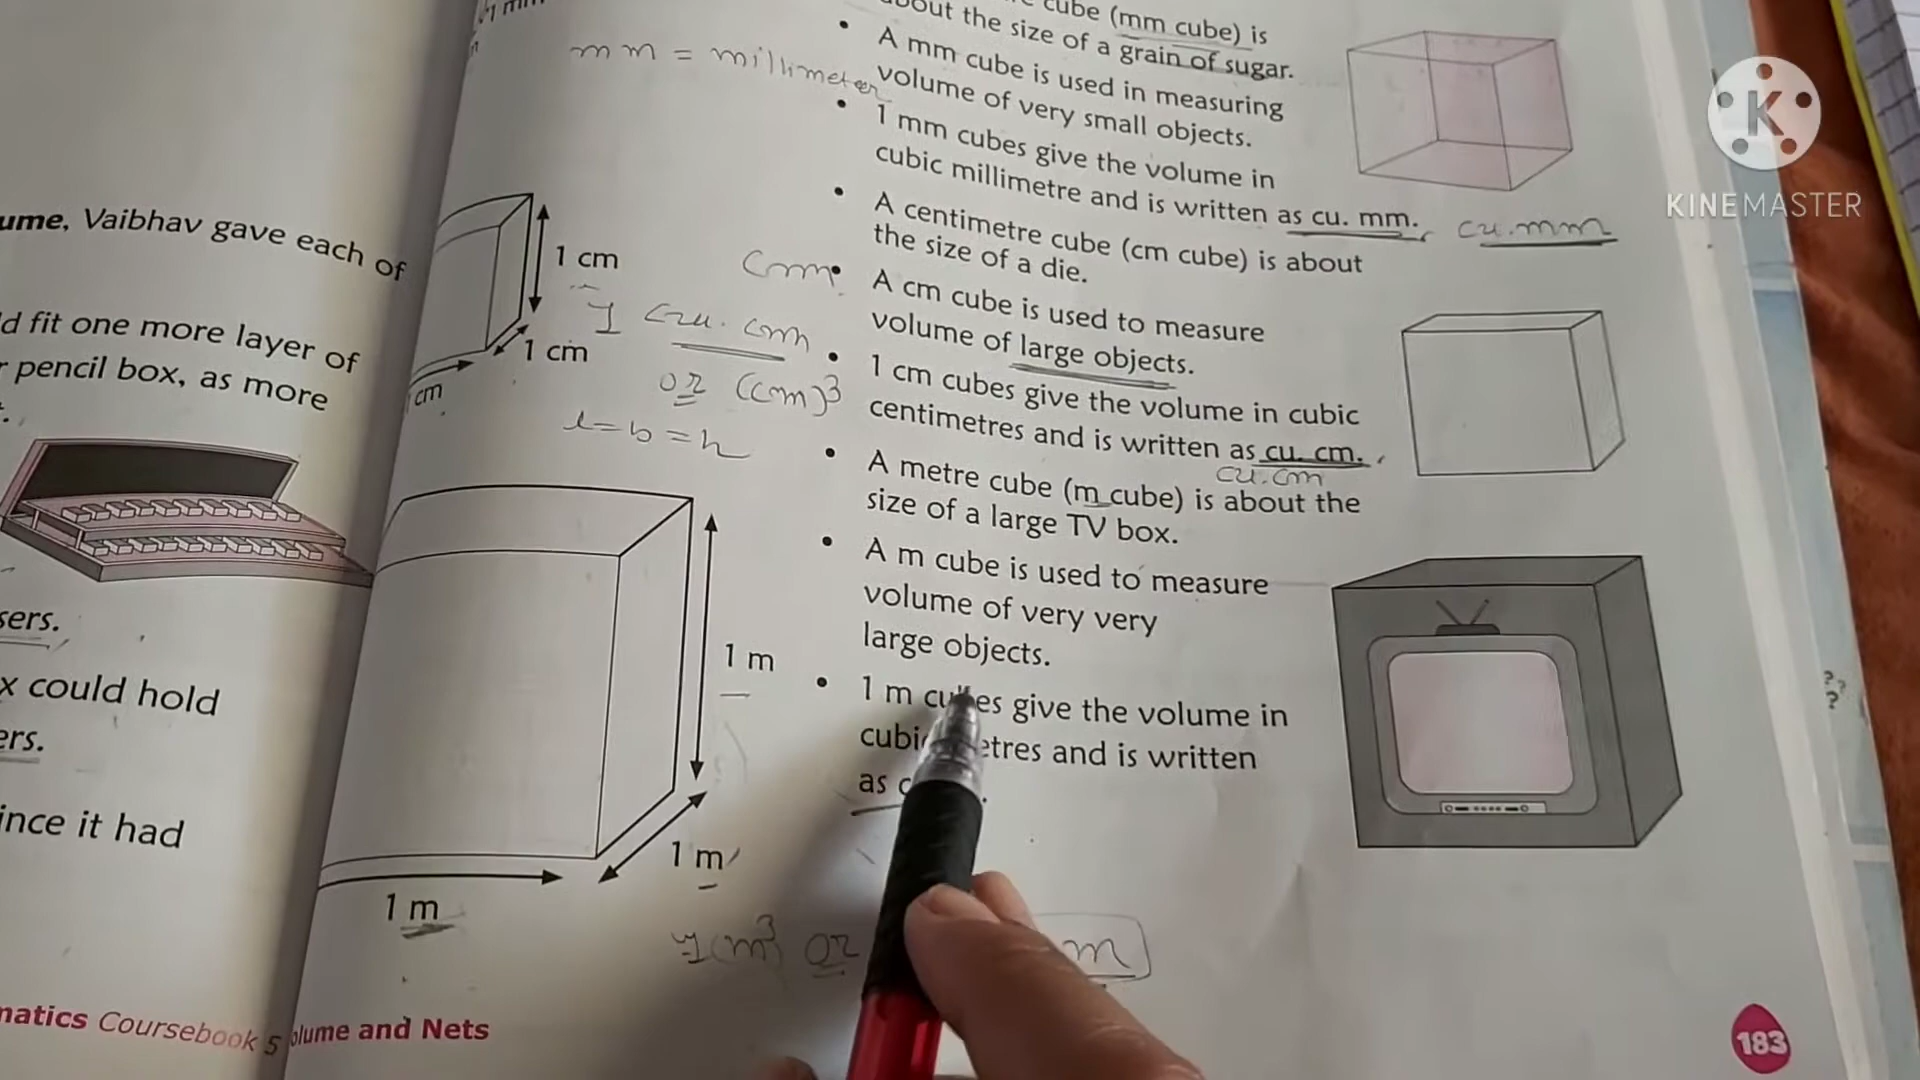 ume, Vaibhav gave each of
d fit one more layer of
pencil box, as more
sers.
x could hold
ers.
ince it had
matics Coursebook 5
mm = millimeter
1 cm
1 cm
cm
1 cu. cm
or (cm)³
l=b=h
1 m
1 m
1 m
1(m³) or
m
cube (mm cube) is
about the size of a grain of sugar.
• A mm cube is used in measuring
volume of very small objects.
• 1 mm cubes give the volume in
cubic millimetre and is written as cu. mm.
cu.mm
• A centimetre cube (cm cube) is about
the size of a die.
cm
• A cm cube is used to measure
volume of large objects.
• 1 cm cubes give the volume in cubic
centimetres and is written as cu. cm.
cu.cm
• A metre cube (m cube) is about the
size of a large TV box.
• A m cube is used to measure
volume of very very
large objects.
• 1 m cubes give the volume in
cubic metres and is written
as
olume and Nets
183
K
KINEMASTER
??
?